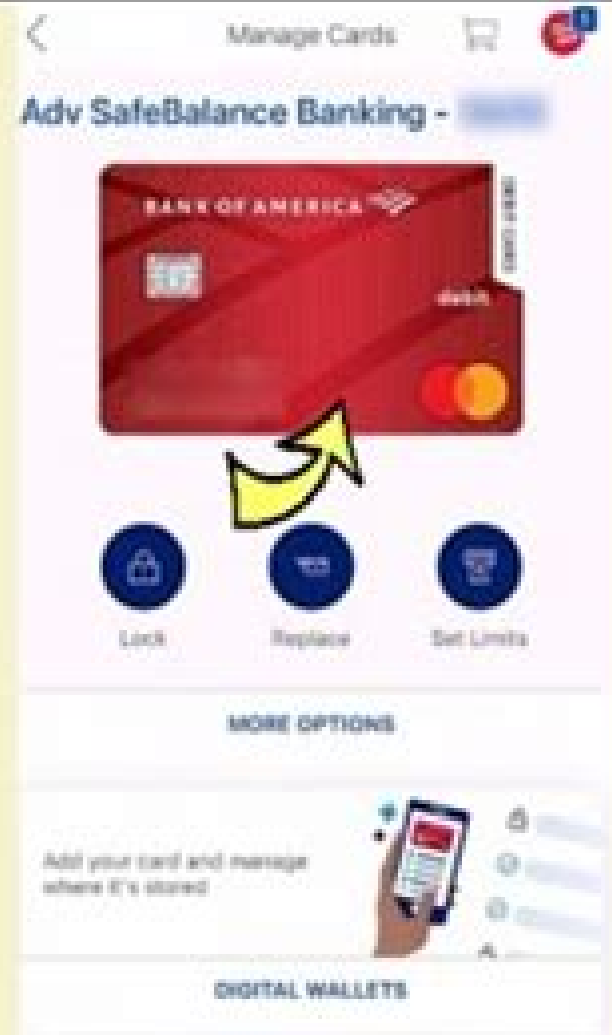 Manage Cards
Adv SafeBalance Banking -
BANK OF AMERICA
debit
Lock
Replace
Set Limits
MORE OPTIONS
Add your card and manage
where it's stored
DIGITAL WALLETS